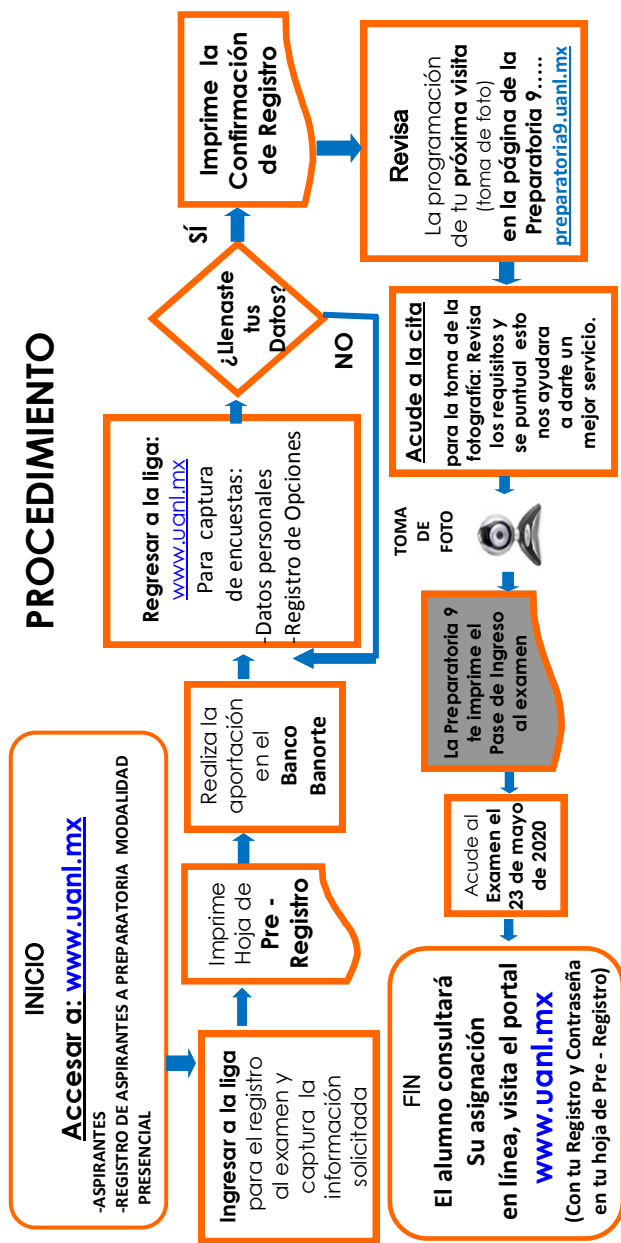 PROCEDIMIENTO
INICIO
Accesar a: www.uanl.mx
-ASPIRANTES
-REGISTRO DE ASPIRANTES A PREPARATORIA MODALIDAD
PRESENCIAL
Ingresar a la liga
para el registro
al examen y
captura la
información
solicitada
Imprime
Hoja de
Pre -
Registro
Realiza la
aportación
en el
Banco
Banorte
Regresar a la liga:
www.uanl.mx
Para captura
de encuestas:
-Datos personales
-Registro de Opciones
¿Llenaste
tus
Datos?
SÍ
NO
Imprime la
Confirmación
de Registro
Revisa
La programación
de tu próxima visita
(toma de foto)
en la página de la
Preparatoria 9.....
preparatoria9.uanl.mx
Acude a la cita
para la toma de la
fotografía: Revisa
los requisitos y
se puntual esto
nos ayudara
a darte un
mejor servicio.
TOMA
DE
FOTO
La Preparatoria 9
te imprime el
Pase de Ingreso
al examen
Acude al
Examen el
23 de mayo
de 2020
FIN
El alumno consultará
Su asignación
en línea, visita el portal
www.uanl.mx
(Con tu Registro y Contraseña
en tu hoja de Pre - Registro)